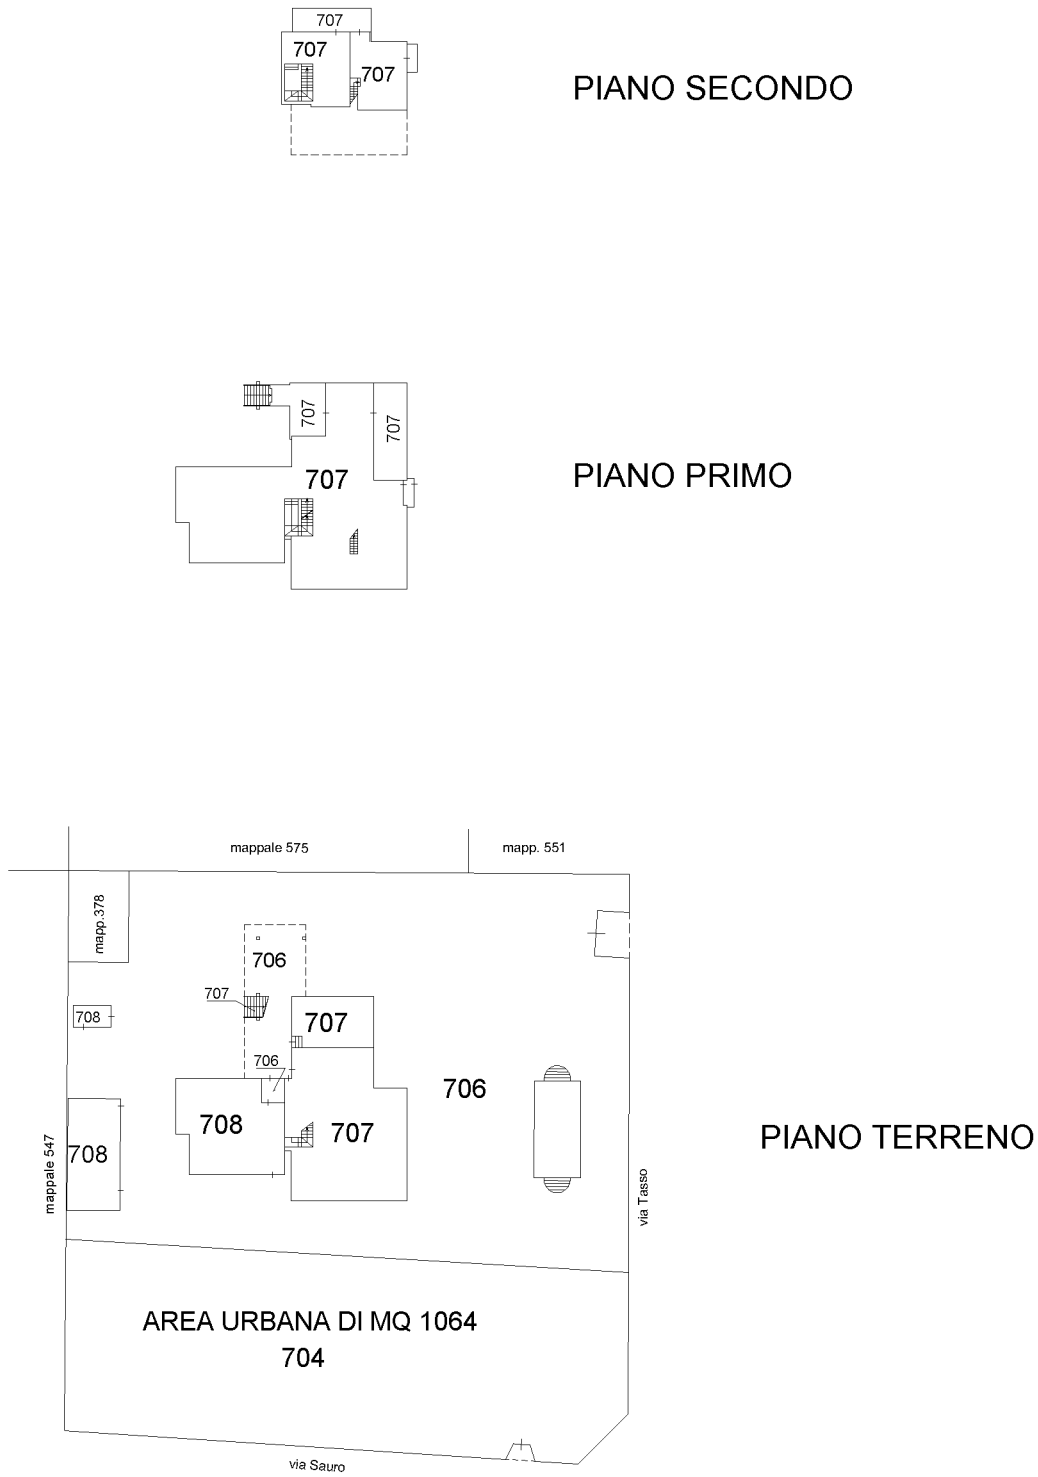 707
707
707
PIANO SECONDO
707
707
707
PIANO PRIMO
mappale 575
mapp. 551
mapp.378
706
707
708
707
706
706
708
707
708
mappale 547
via Tasso
PIANO TERRENO
AREA URBANA DI MQ 1064
704
via Sauro